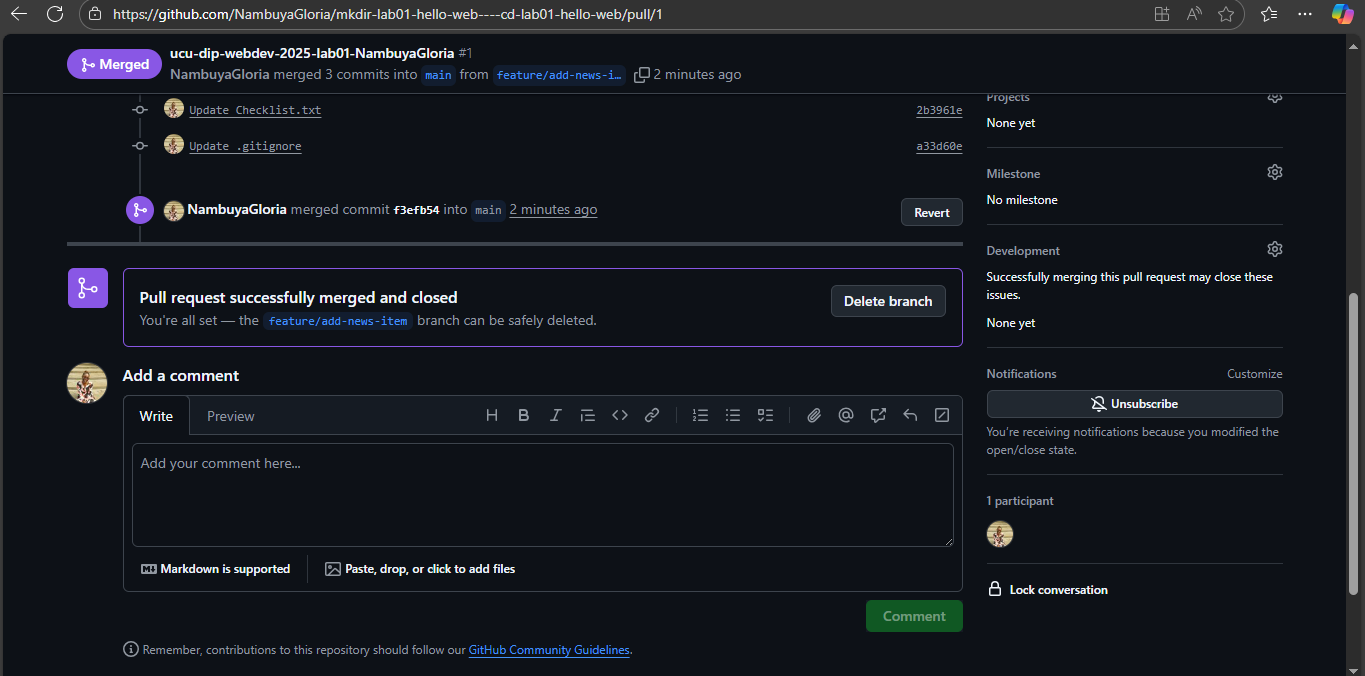 https://github.com/NambuyaGloria/mkdir-lab01-hello-web----cd-lab01-hello-web/pull/1
Merged
ucu-dip-webdev-2025-lab01-NambuyaGloria #1
NambuyaGloria merged 3 commits into main from feature/add-news-i… 2 minutes ago
Update Checklist.txt 2b3961e
Update .gitignore a33d60e
NambuyaGloria merged commit f3efb54 into main 2 minutes ago
Revert
Pull request successfully merged and closed
You're all set — the feature/add-news-item branch can be safely deleted.
Delete branch
Add a comment
Write Preview
Add your comment here...
Markdown is supported
Paste, drop, or click to add files
Comment
Remember, contributions to this repository should follow our GitHub Community Guidelines.
Projects
None yet
Milestone
No milestone
Development
Successfully merging this pull request may close these
issues.
None yet
Notifications Customize
Unsubscribe
You're receiving notifications because you modified the
open/close state.
1 participant
Lock conversation